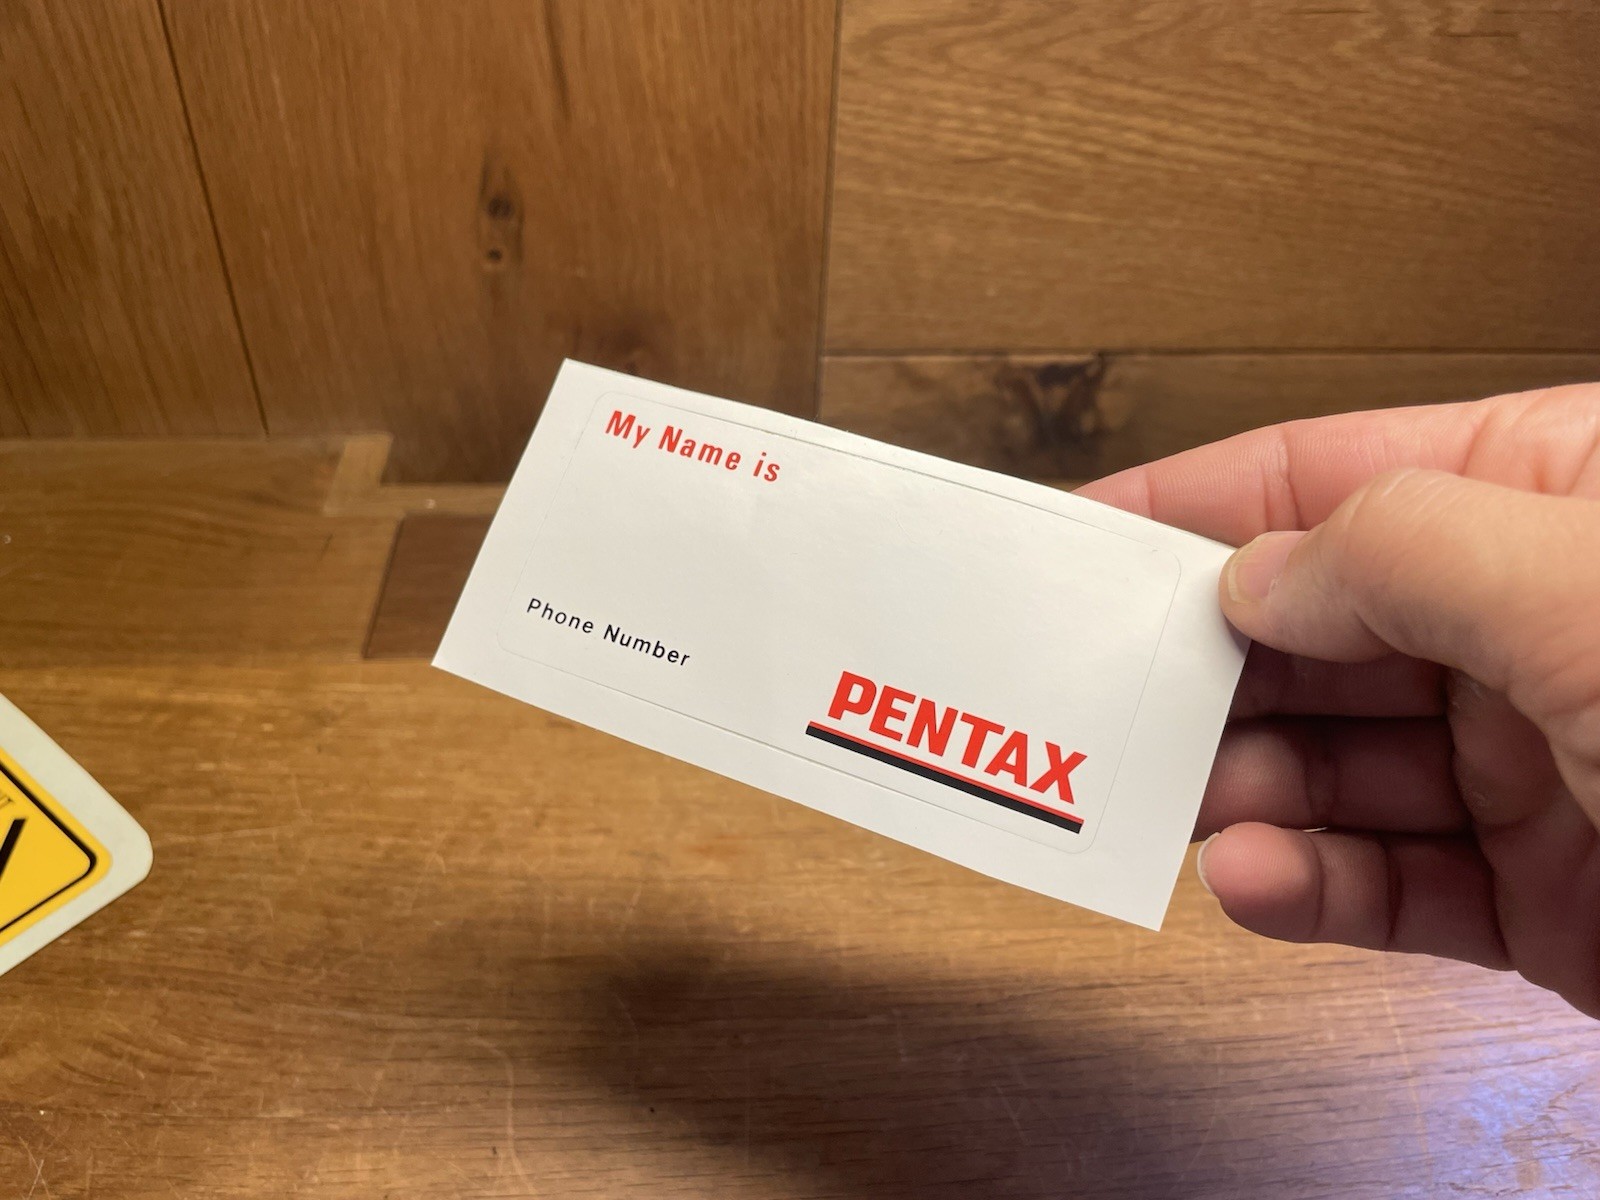 My Name is
Phone Number
PENTAX